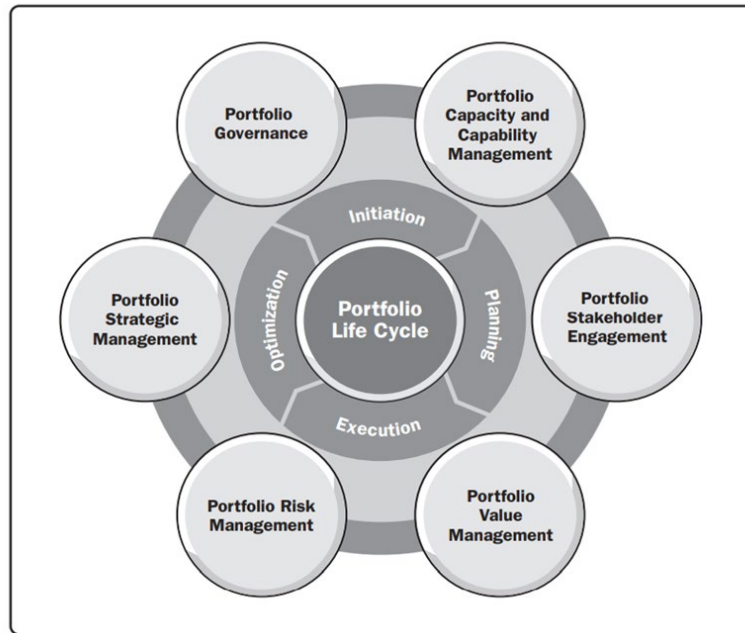 Portfolio
Governance
Portfolio
Capacity and
Capability
Management
Initiation
Portfolio
Strategic
Management
Optimization
Portfolio
Life Cycle
Planning
Portfolio
Stakeholder
Engagement
Execution
Portfolio Risk
Management
Portfolio
Value
Management